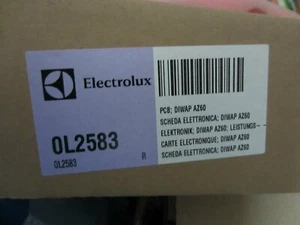 Electrolux
0L2583
0L2583 R
PCB; DIWAP AZ60
SCHEDA ELETTRONICA; DIWAP AZ60
ELEKTRONIK; DIWAP AZ60; LEISTUNGS-
CARTE ELECTRONIQUE; DIWAP AZ60
SCHEDA ELETTRONICA; DIWAP AZ60